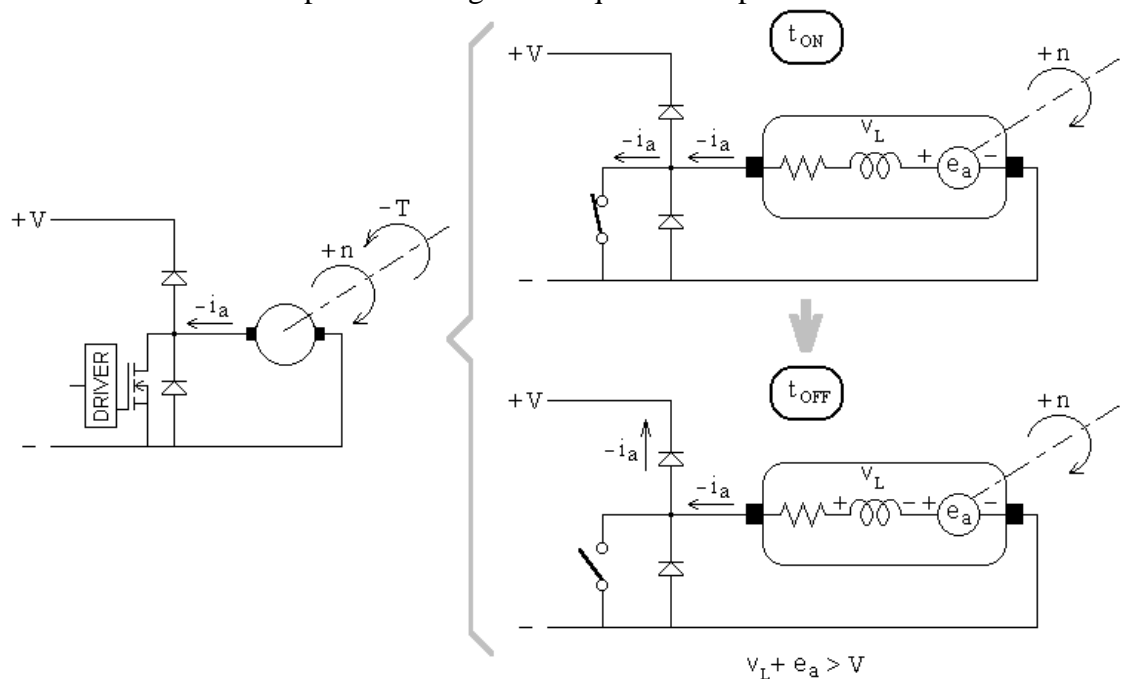 +V
-T
+n
-i_a
DRIVER
-
t_ON
+V
+n
-i_a
-i_a
v_L
+
e_a
-
-
t_OFF
+V
+n
-i_a
-i_a
v_L
+
-
+
e_a
-
-
v_L + e_a > V